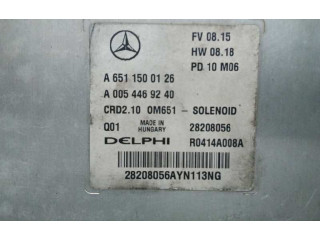 FV 08.15
HW 08.18
PD 10 M06
A 651 150 01 26
A 005 446 92 40
CRD2.10 OM651 - SOLENOID
Q01 MADE IN HUNGARY 28208056
DELPHI R0414A008A
28208056AYN113NG